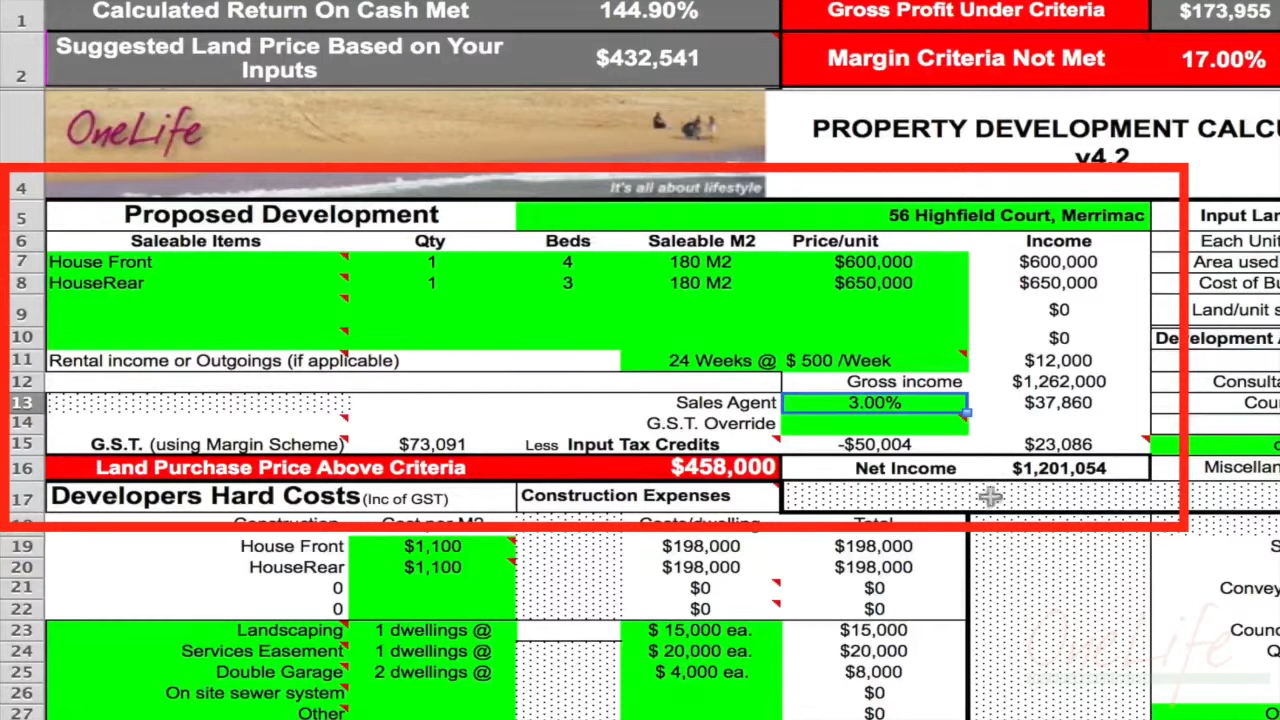 1 Calculated Return On Cash Met 144.90% Gross Profit Under Criteria $173,955
2 Suggested Land Price Based on Your Inputs $432,541 Margin Criteria Not Met 17.00%
OneLife
PROPERTY DEVELOPMENT CALC
v4.2
4 It's all about lifestyle
5 Proposed Development 56 Highfield Court, Merrimac Input Lan
6 Saleable Items Qty Beds Saleable M2 Price/unit Income Each Unit
7 House Front 1 4 180 M2 $600,000 $600,000 Area used
8 HouseRear 1 3 180 M2 $650,000 $650,000 Cost of Bu
9 $0 Land/unit s
10 $0 Development A
11 Rental income or Outgoings (if applicable) 24 Weeks @ $ 500 /Week $12,000
12 Gross income $1,262,000 Consulta
13 Sales Agent 3.00% $37,860 Cou
14 G.S.T. Override
15 G.S.T. (using Margin Scheme) $73,091 Less Input Tax Credits -$50,004 $23,086
16 Land Purchase Price Above Criteria $458,000 Net Income $1,201,054 Miscellan
17 Developers Hard Costs (Inc of GST) Construction Expenses
Construction Cost per M2 Costs/dwelling Total
19 House Front $1,100 $198,000 $198,000
20 HouseRear $1,100 $198,000 $198,000
21 0 $0 $0 Convey
22 0 $0 $0
23 Landscaping 1 dwellings @ $ 15,000 ea. $15,000 Counc
24 Services Easement 1 dwellings @ $ 20,000 ea. $20,000
25 Double Garage 2 dwellings @ $ 4,000 ea. $8,000
26 On site sewer system $0
27 Other $0
OneLife